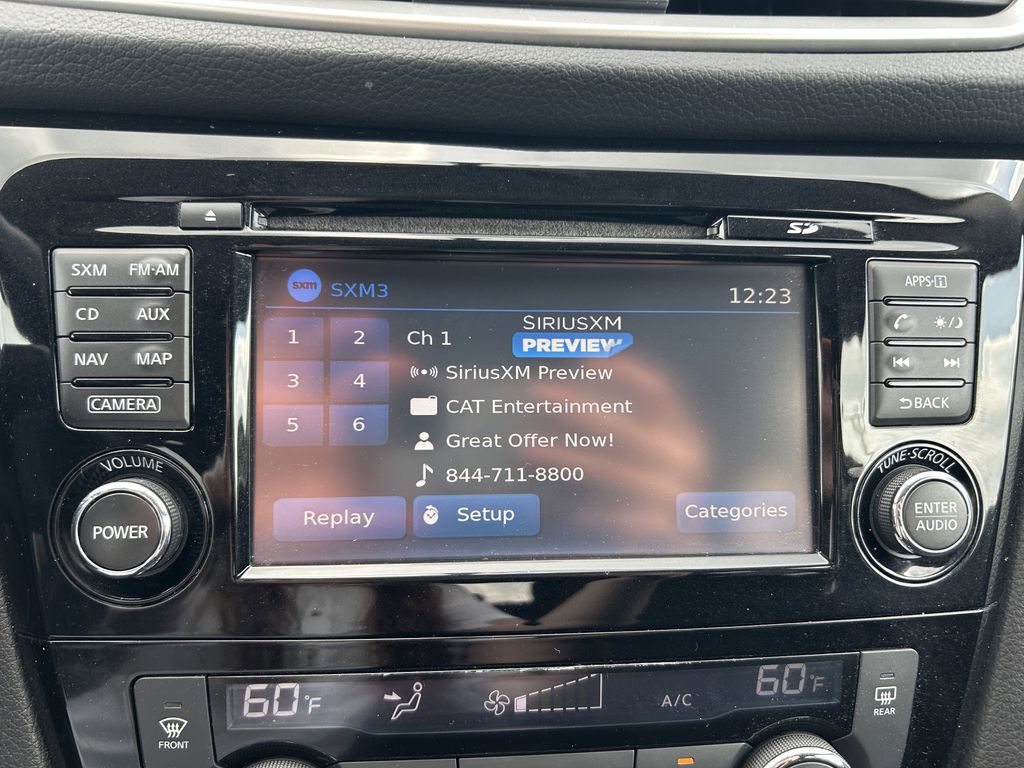 SD
SXM FM-AM
CD AUX
NAV MAP
CAMERA
VOLUME
POWER
sxm SXM3
12:23
1 2
3 4
5 6
Ch 1
SIRIUSXM
PREVIEW
SiriusXM Preview
CAT Entertainment
Great Offer Now!
844-711-8800
Replay
Setup
Categories
APPS·i
BACK
TUNE·SCROLL
ENTER
AUDIO
60°F
A/C
60°F
FRONT
REAR